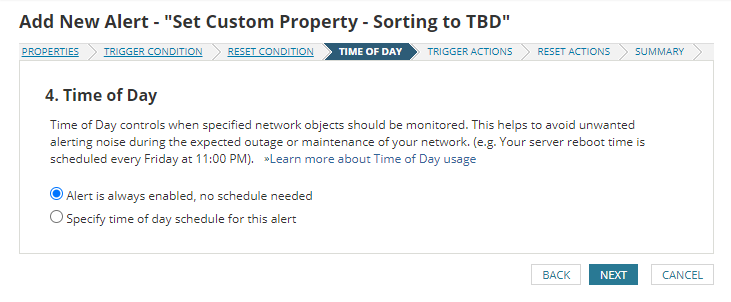 Add New Alert - "Set Custom Property - Sorting to TBD"
PROPERTIES TRIGGER CONDITION RESET CONDITION TIME OF DAY TRIGGER ACTIONS RESET ACTIONS SUMMARY
4. Time of Day
Time of Day controls when specified network objects should be monitored. This helps to avoid unwanted
alerting noise during the expected outage or maintenance of your network. (e.g. Your server reboot time is
scheduled every Friday at 11:00 PM). »Learn more about Time of Day usage
Alert is always enabled, no schedule needed
Specify time of day schedule for this alert
BACK NEXT CANCEL